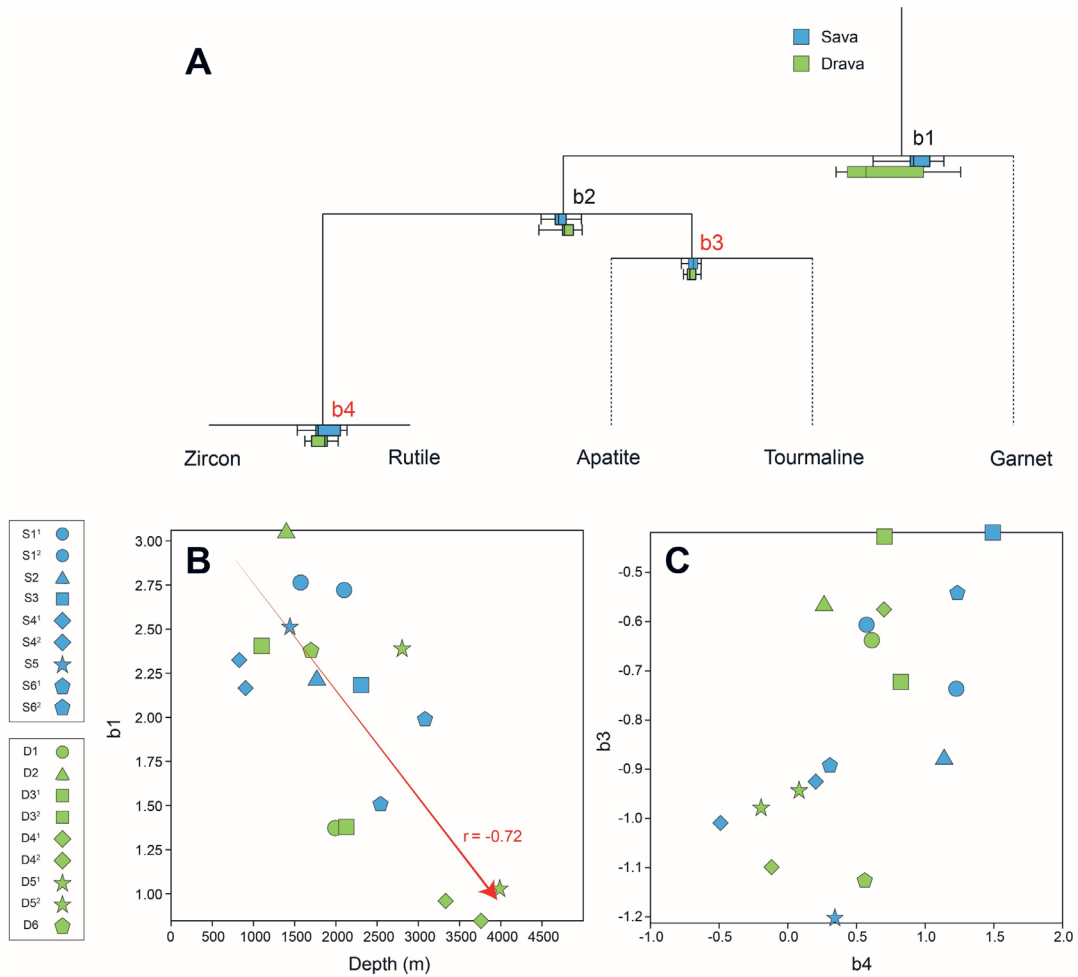 A
Sava
Drava
b1
b2
b3
b4
Zircon Rutile Apatite Tourmaline Garnet
S1¹
S1²
S2
S3
S4¹
S4²
S5
S6¹
S6²
D1
D2
D3¹
D3²
D4¹
D4²
D5¹
D5²
D6
B
b1
3.00
2.75
2.50
2.25
2.00
1.75
1.50
1.25
1.00
r = -0.72
0 500 1000 1500 2000 2500 3000 3500 4000 4500
Depth (m)
C
b3
-0.5
-0.6
-0.7
-0.8
-0.9
-1.0
-1.1
-1.2
-1.0 -0.5 0.0 0.5 1.0 1.5 2.0
b4